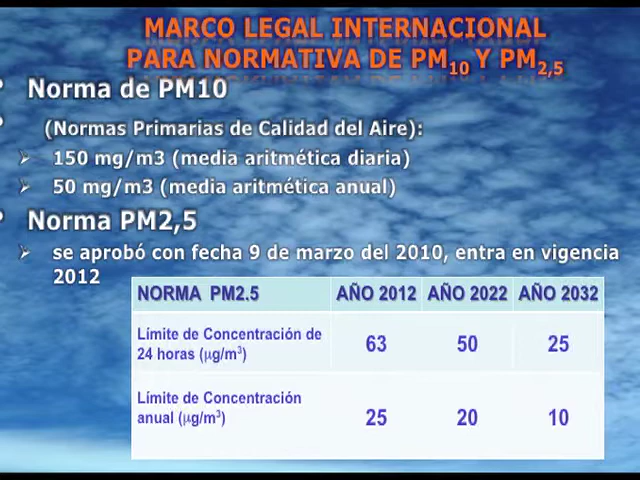 MARCO LEGAL INTERNACIONAL
PARA NORMATIVA DE PM10 Y PM2,5
Norma de PM10
(Normas Primarias de Calidad del Aire):
150 mg/m3 (media aritmética diaria)
50 mg/m3 (media aritmética anual)
Norma PM2,5
se aprobó con fecha 9 de marzo del 2010, entra en vigencia
2012
NORMA PM2.5 AÑO 2012 AÑO 2022 AÑO 2032
Límite de Concentración de
24 horas (µg/m³) 63 50 25
Límite de Concentración
anual (µg/m³) 25 20 10